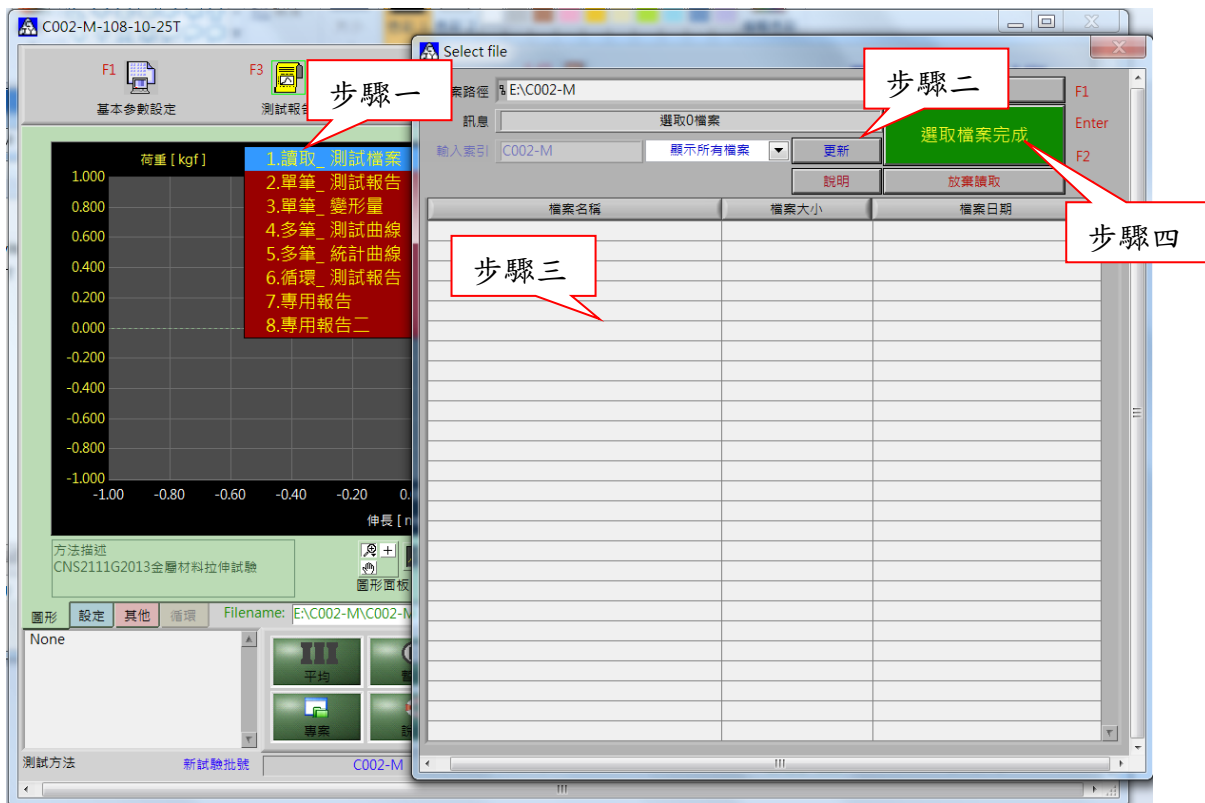 C002-M-108-10-25T
F1
基本參數設定
F3
測試報告
步驟一
荷重 [ kgf ]
1.讀取_ 測試檔案
2.單筆_ 測試報告
3.單筆_ 變形量
4.多筆_ 測試曲線
5.多筆_ 統計曲線
6.循環_ 測試報告
7.專用報告
8.專用報告二
1.000
0.800
0.600
0.400
0.200
0.000
-0.200
-0.400
-0.600
-0.800
-1.000
-1.00 -0.80 -0.60 -0.40 -0.20
伸長 [
方法描述
CNS2111G2013金屬材料拉伸試驗
圖形面板
圖形 設定 其他 循環 Filename: E:\C002-M\C002-M
None
平均
專案
測試方法 新試驗批號 C002-M
Select file
案路徑 E:\C002-M
步驟二
F1
訊息 選取0檔案
選取檔案完成
Enter
輸入索引 C002-M 顯示所有檔案 更新
F2
說明 放棄讀取
檔案名稱 檔案大小 檔案日期
步驟四
步驟三